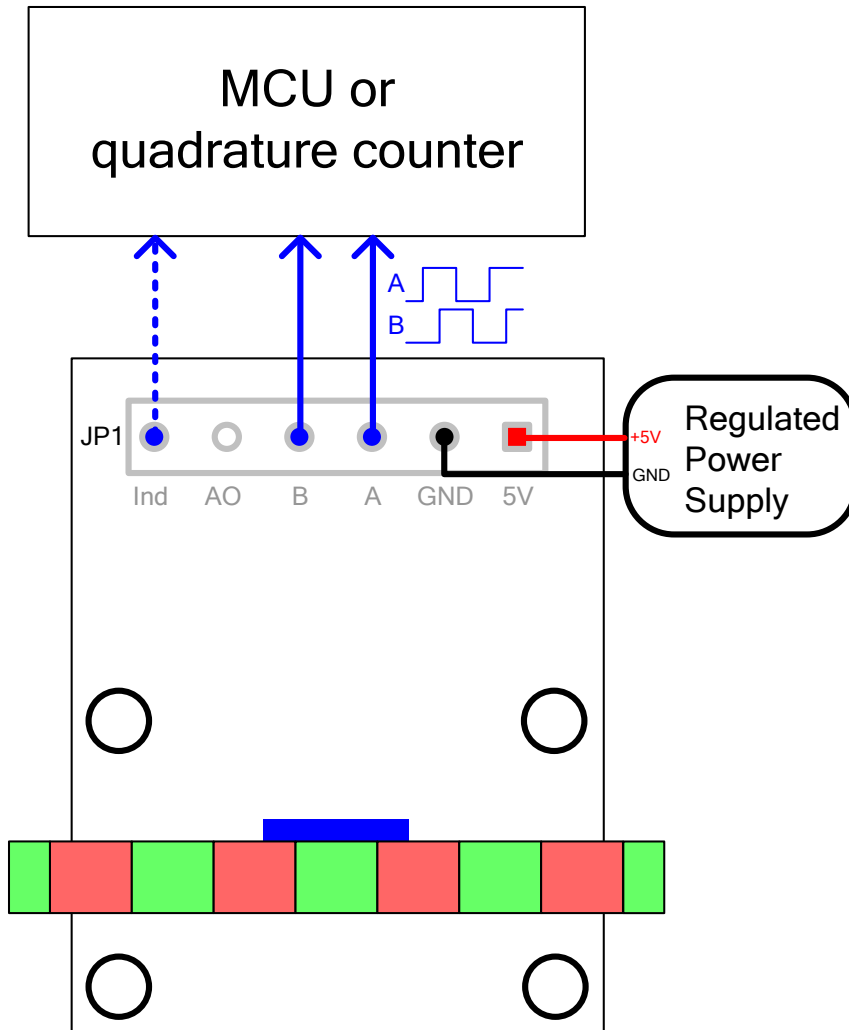 MCU or
quadrature counter
A
B
JP1
Ind AO B A GND 5V
+5V
GND
Regulated
Power
Supply